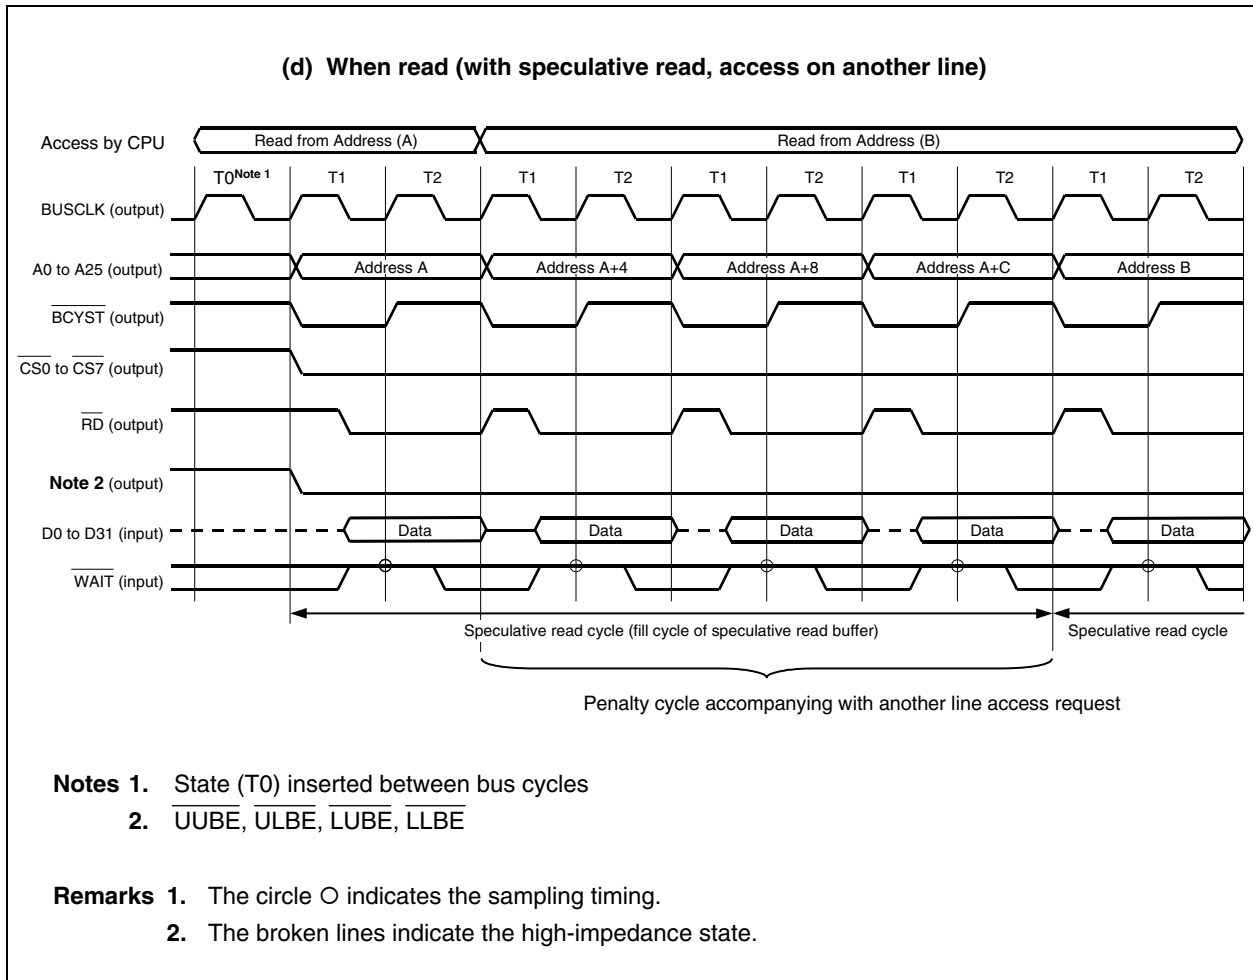 (d) When read (with speculative read, access on another line)
Access by CPU
Read from Address (A)
Read from Address (B)
T0Note 1 T1 T2 T1 T2 T1 T2 T1 T2 T1 T2
BUSCLK (output)
A0 to A25 (output)
Address A
Address A+4
Address A+8
Address A+C
Address B
BCYST (output)
CS0 to CS7 (output)
RD (output)
Note 2 (output)
D0 to D31 (input)
Data
Data
Data
Data
Data
WAIT (input)
Speculative read cycle (fill cycle of speculative read buffer)
Speculative read cycle
Penalty cycle accompanying with another line access request
Notes 1. State (T0) inserted between bus cycles
2. UUBE, ULBE, LUBE, LLBE
Remarks 1. The circle O indicates the sampling timing.
2. The broken lines indicate the high-impedance state.